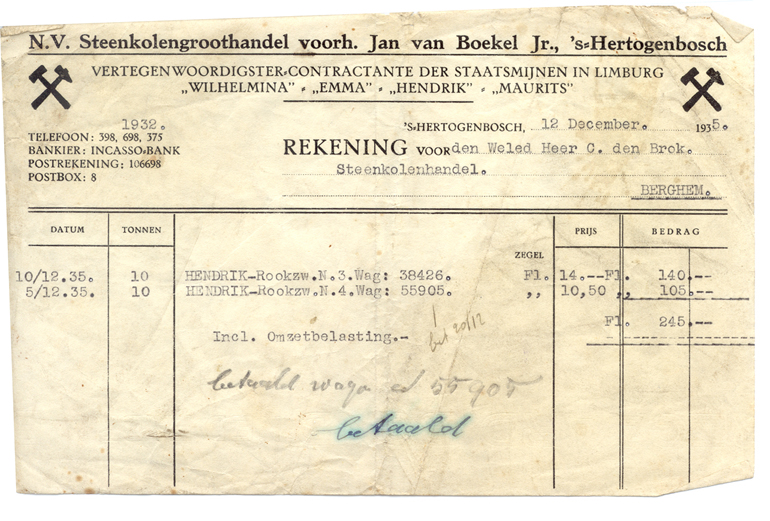 N.V. Steenkolengroothandel voorh. Jan van Boekel Jr., 's-Hertogenbosch
VERTEGENWOORDIGSTER-CONTRACTANTE DER STAATSMIJNEN IN LIMBURG
„WILHELMINA" - „EMMA" - „HENDRIK" - „MAURITS"
1932.
TELEFOON: 398, 698, 375
BANKIER: INCASSO-BANK
POSTREKENING: 106698
POSTBOX: 8
'S-HERTOGENBOSCH, 12 December. 1935.
REKENING VOOR den Weled Heer C. den Brok.
Steenkolenhandel.
BERGHEM.
DATUM TONNEN ZEGEL PRIJS BEDRAG
10/12.35. 10 HENDRIK-Rookzw.N.3.Wag: 38426. Fl. 14.--Fl. 140.--
5/12.35. 10 HENDRIK-Rookzw.N.4.Wag: 55905. „ 10,50 „ 105.--
Fl. 245.--
Incl. Omzetbelasting.-
bet 20/12
betaald wagon 55905
betaald